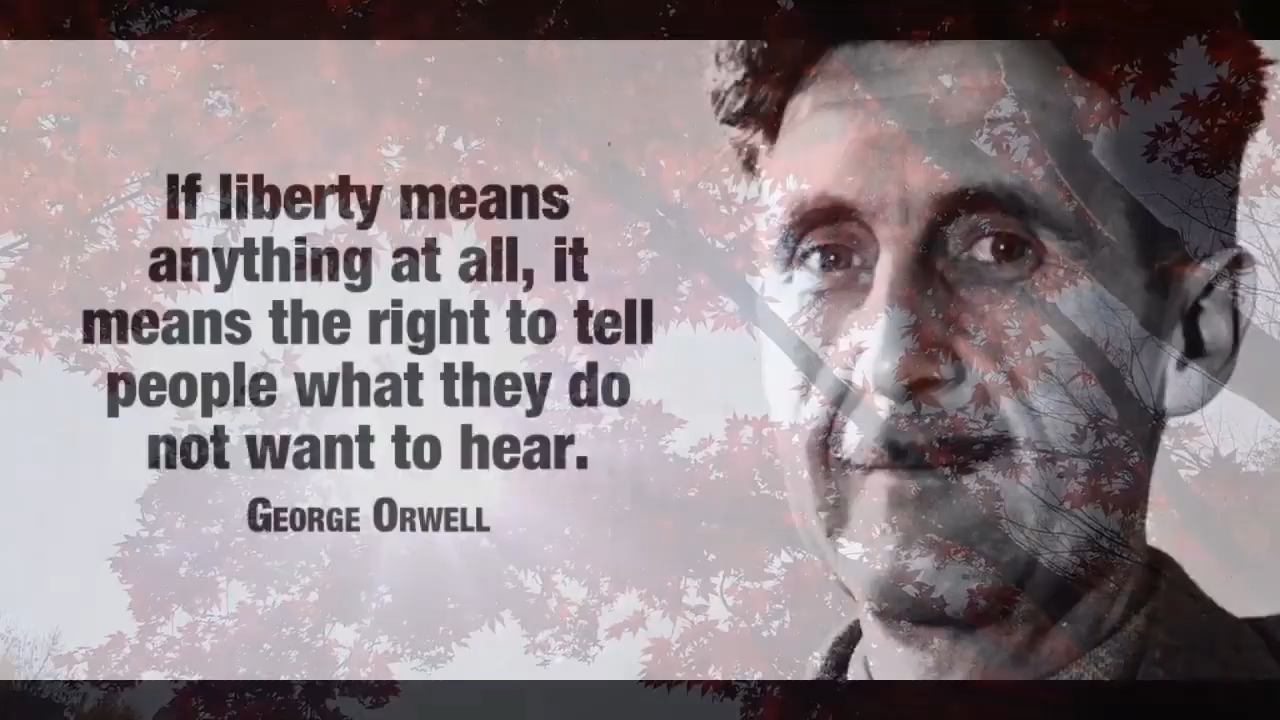 If liberty means
anything at all, it
means the right to tell
people what they do
not want to hear.
George Orwell